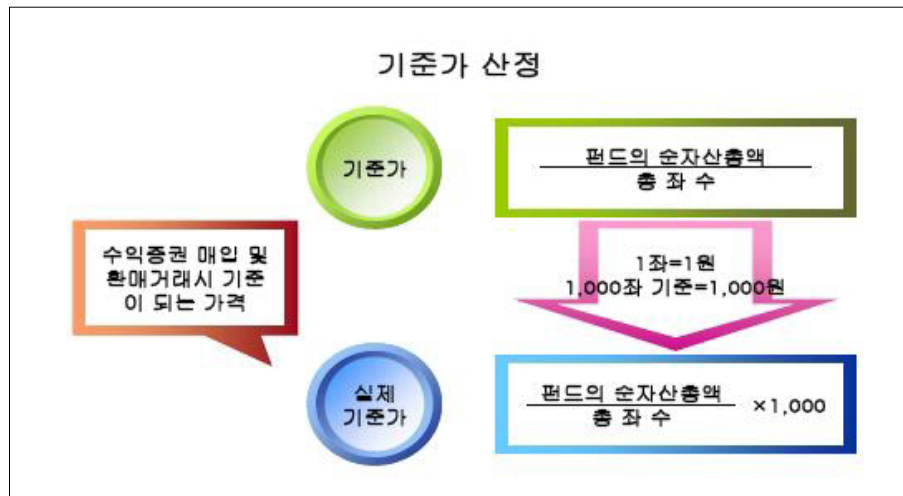 기준가 산정
기준가
펀드의 순자산총액
총 좌 수
수익증권 매입 및
환매거래시 기준
이 되는 가격
1좌=1원
1,000좌 기준=1,000원
실제
기준가
펀드의 순자산총액
총 좌 수
×1,000